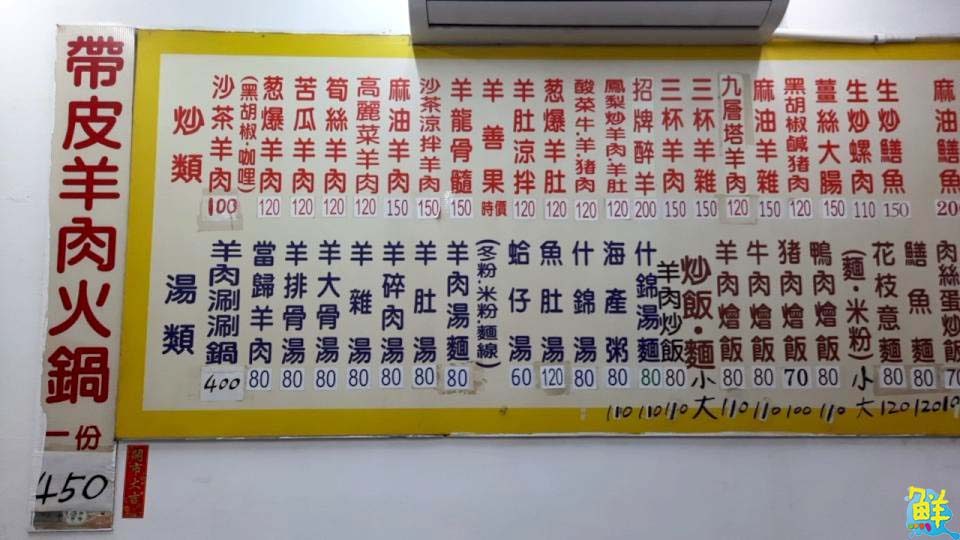 帶皮羊肉火鍋
一份
450
開市大吉
炒類
沙茶羊肉
100
(黑胡椒.咖哩)
葱爆羊肉
120
苦瓜羊肉
120
筍絲羊肉
120
高麗菜羊肉
120
麻油羊肉
150
沙茶涼拌羊肉
150
羊龍骨髓
150
羊善果
時價
羊肚涼拌
120
葱爆羊肚
120
酸菜牛.羊.豬肉
120
鳳梨炒羊肉.羊肚
120
招牌醉羊
200
三杯羊肉
150
三杯羊雜
150
九層塔羊肉
120
麻油羊雜
150
黑胡椒鹹猪肉
120
薑絲大腸
150
生炒螺肉
110
生炒鱔魚
150
麻油鱔魚
湯類
羊肉涮涮鍋
400
當歸羊肉
80
羊排骨湯
80
羊大骨湯
80
羊雜湯
80
羊碎肉湯
80
羊肚湯
80
羊肉湯麵
80
(冬粉.米粉.麵線)
蛤仔湯
60
魚肚湯
120
什錦湯
80
海產粥
80
110
什錦湯麵
80
110
羊肉炒飯
80
110
炒飯.麵
小
大
羊肉燴飯
80
110
牛肉燴飯
80
110
猪肉燴飯
70
100
鴨肉燴飯
80
110
(麵.米粉)
小
大
花枝意麵
80
120
鱔魚意麵
80
120
肉絲蛋炒飯
鮮